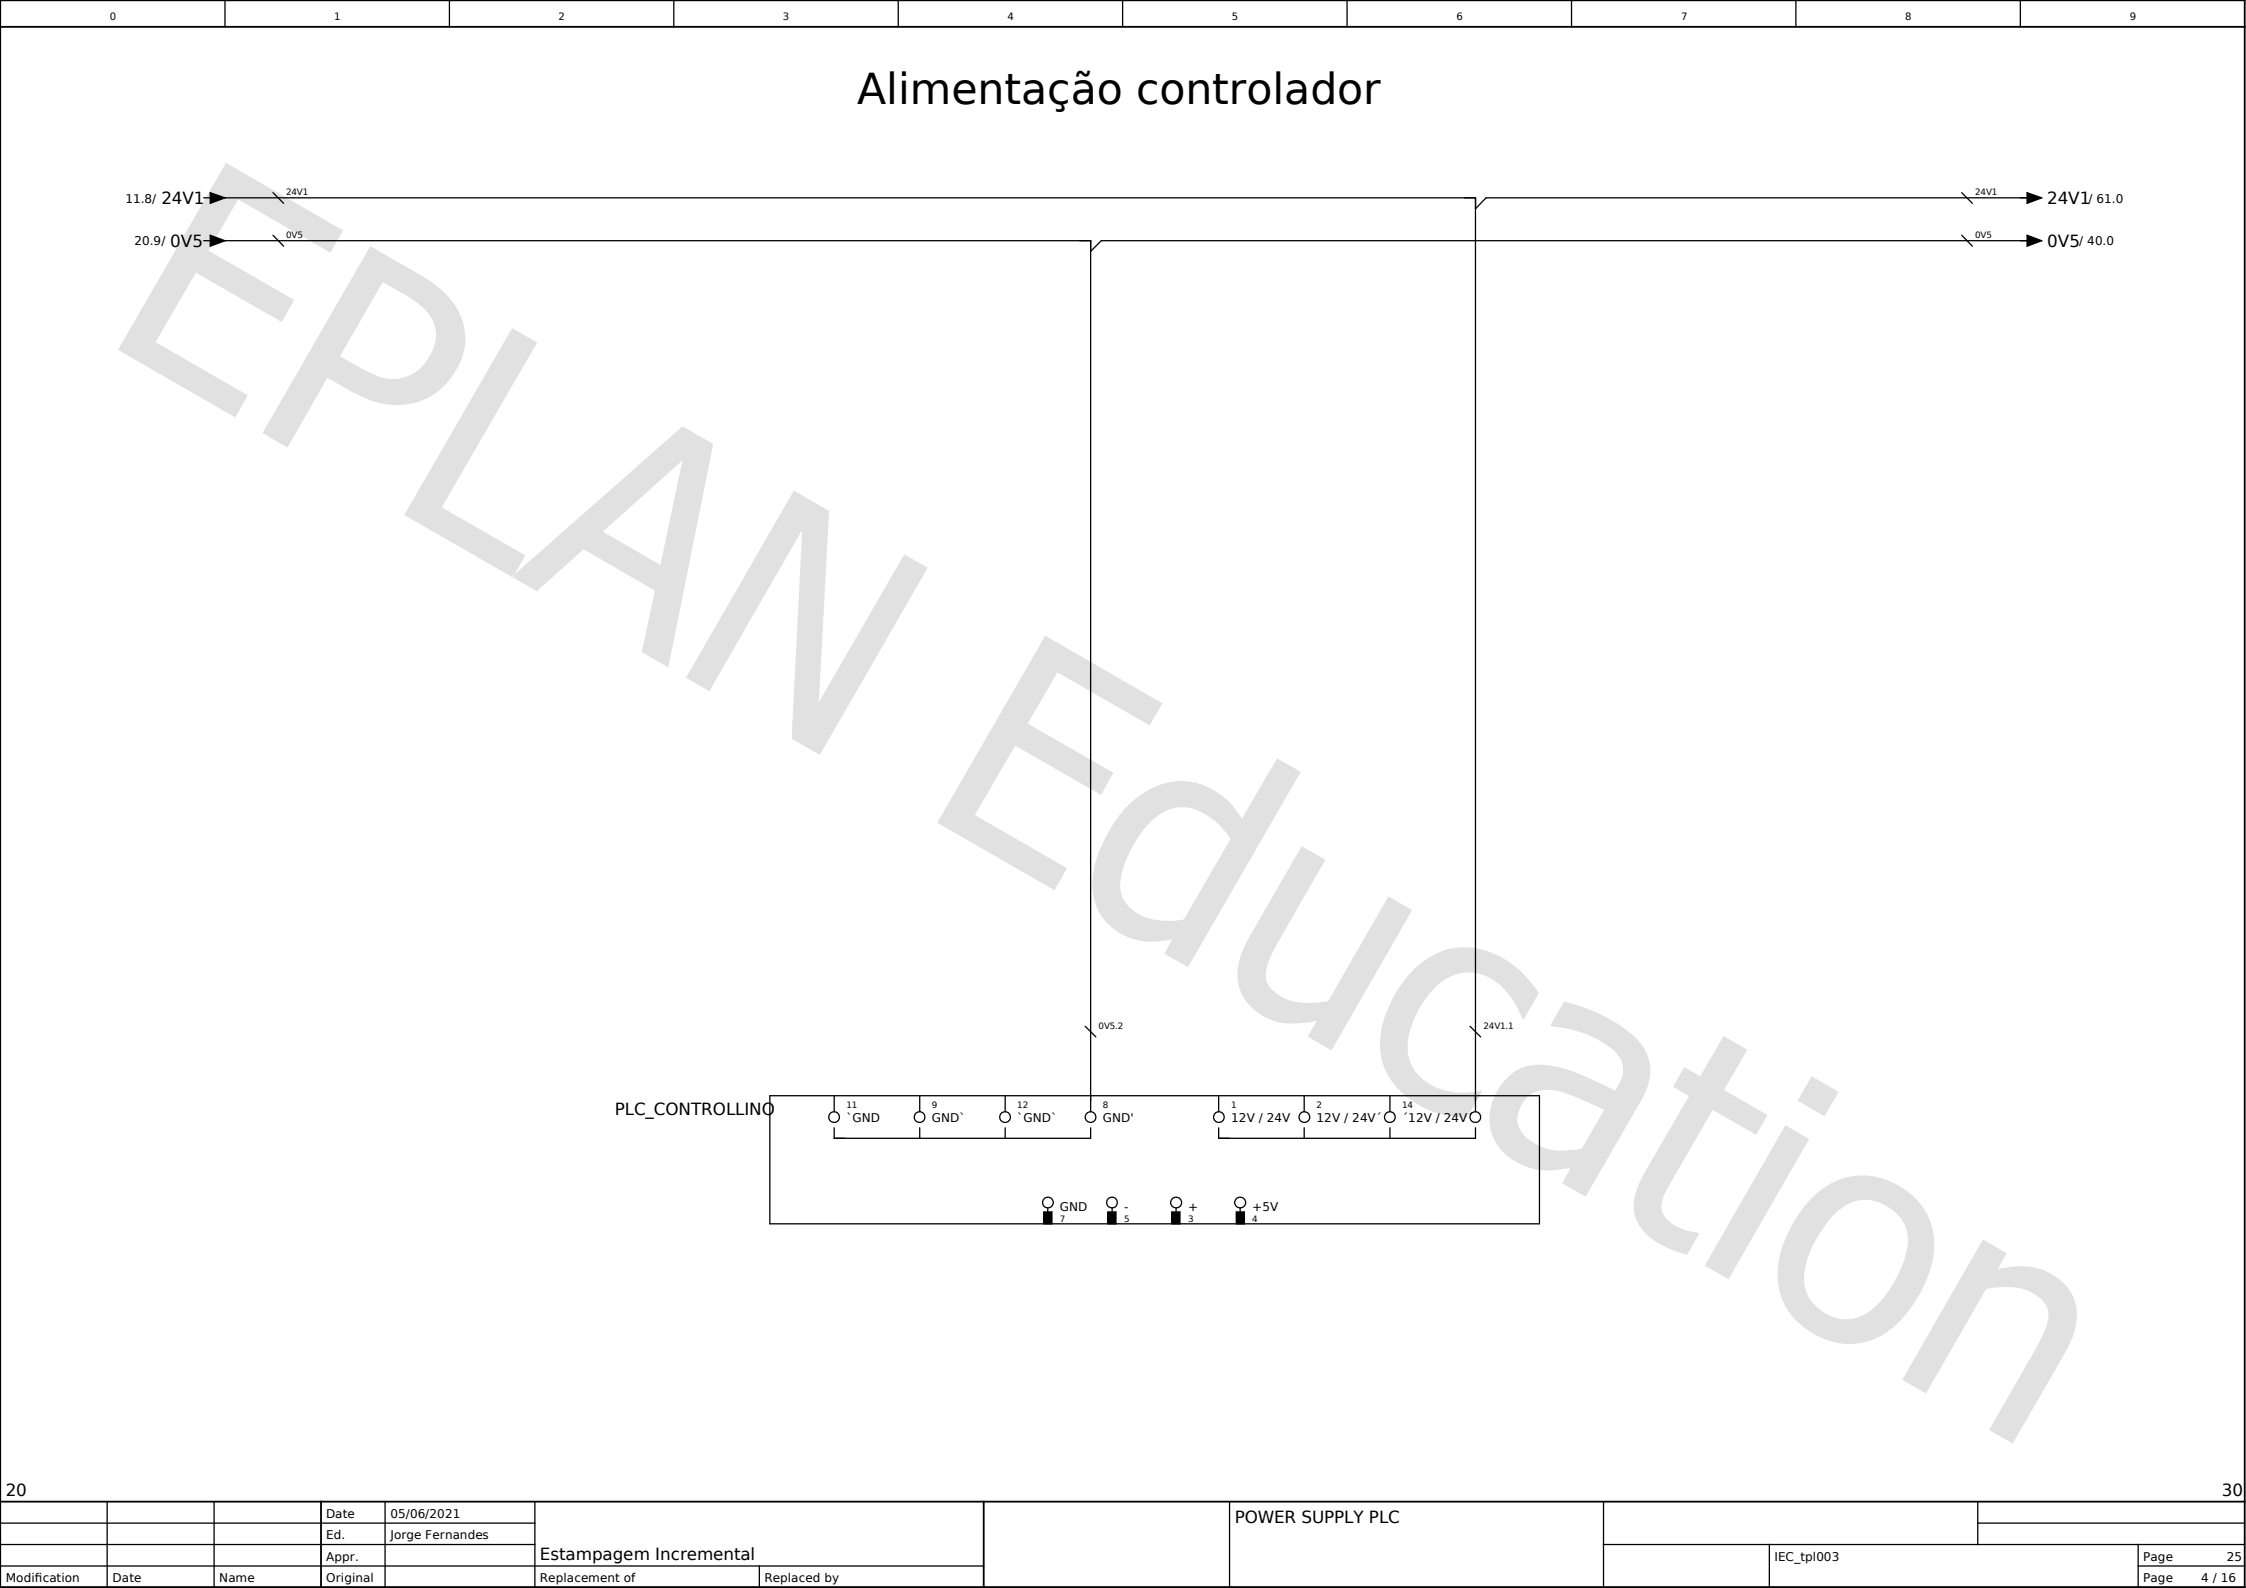 0 1 2 3 4 5 6 7 8 9
Alimentação controlador
11.8/ 24V1 24V1 24V1 24V1/ 61.0
20.9/ 0V5 0V5 0V5 0V5/ 40.0
EPLAN Education
0V5.2 24V1.1
PLC_CONTROLLINO
11 9 12 8 1 2 14
`GND GND` `GND` GND' 12V / 24V 12V / 24V´ ´12V / 24V
GND - + +5V
7 5 3 4
20 30
Date 05/06/2021 POWER SUPPLY PLC
Ed. Jorge Fernandes
Appr. Estampagem Incremental IEC_tpl003 Page 25
Modification Date Name Original Replacement of Replaced by Page 4 / 16